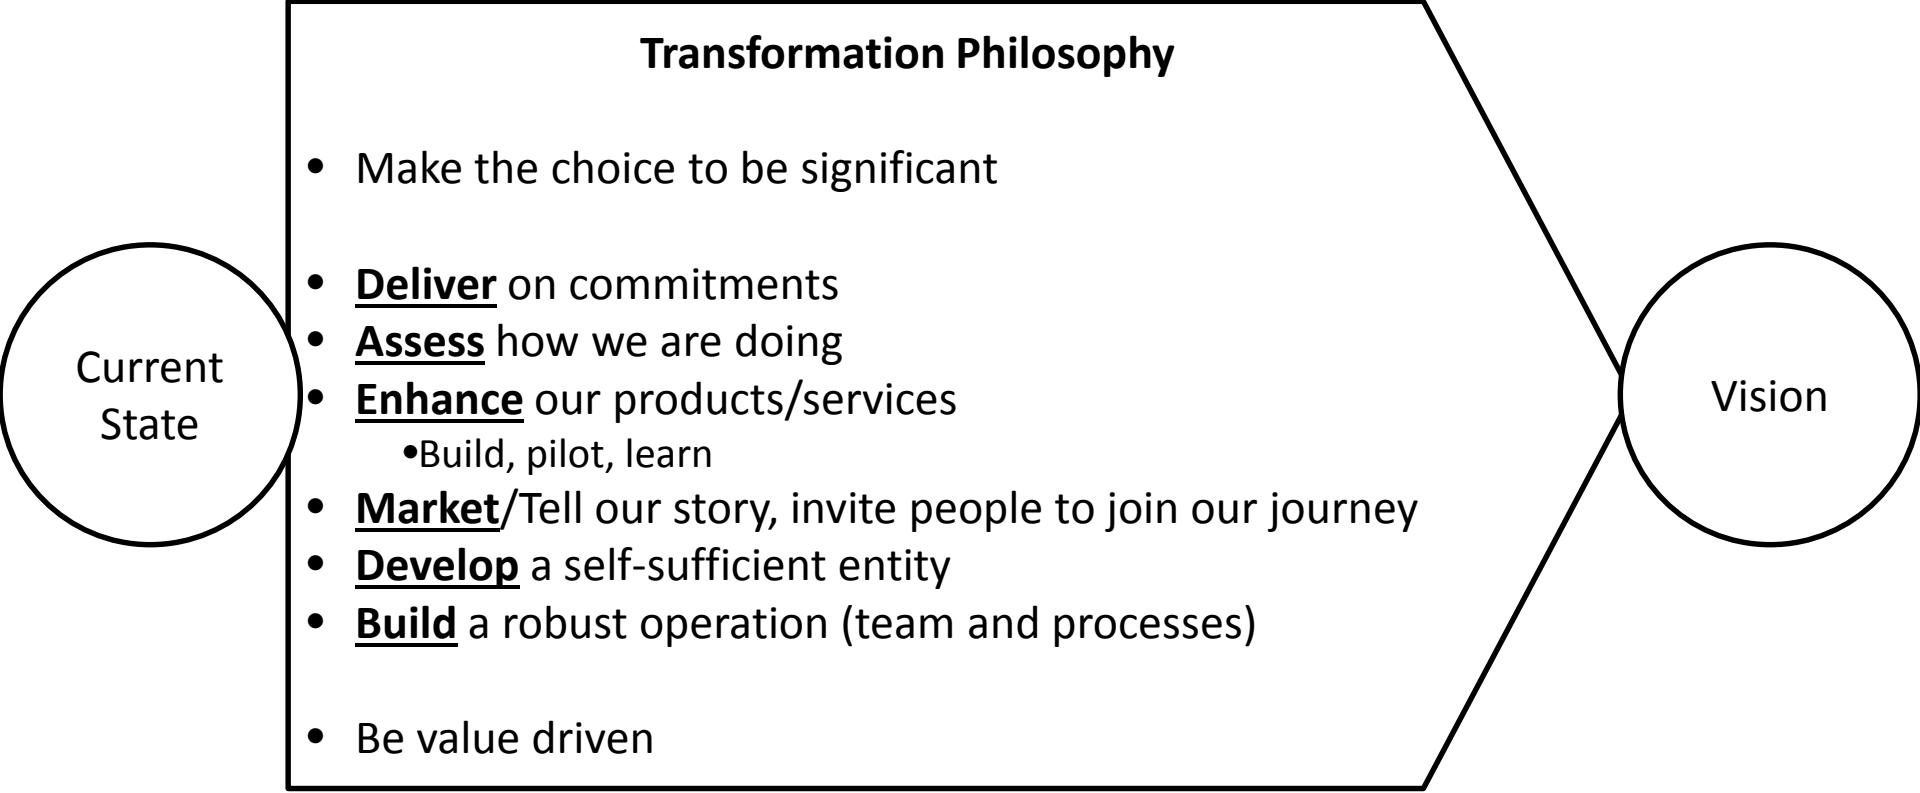 Transformation Philosophy
• Make the choice to be significant
• Deliver on commitments
• Assess how we are doing
• Enhance our products/services
•Build, pilot, learn
• Market/Tell our story, invite people to join our journey
• Develop a self-sufficient entity
• Build a robust operation (team and processes)
• Be value driven
Current
State
Vision